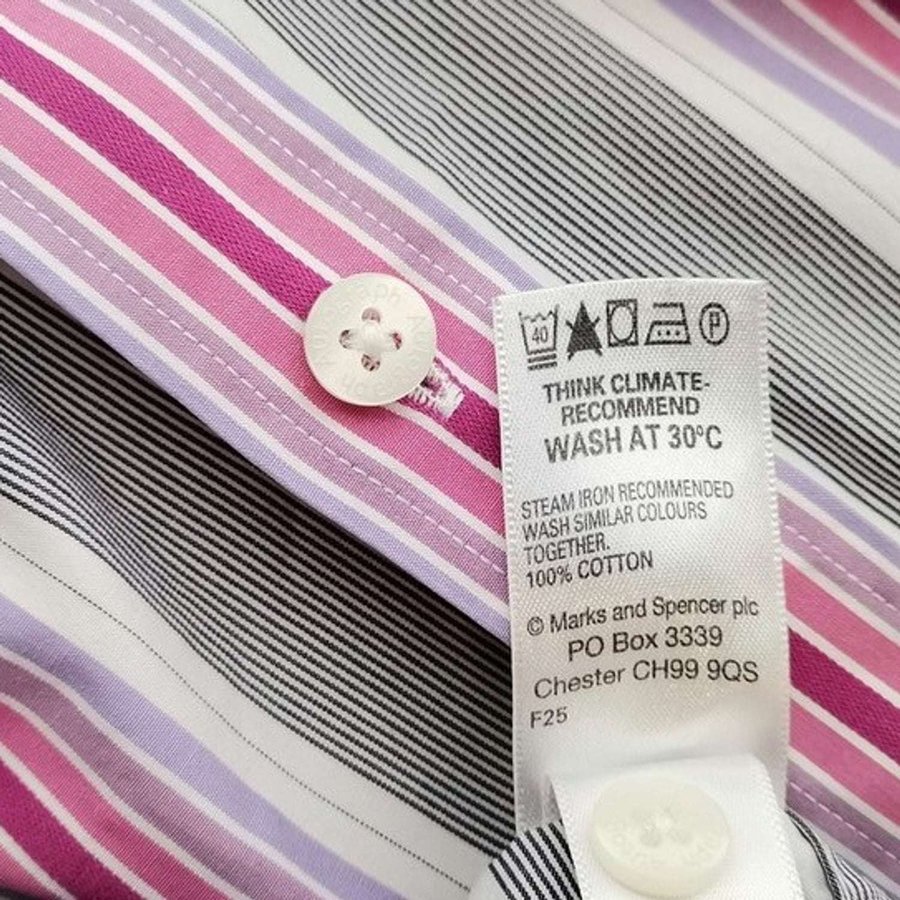 40
P
THINK CLIMATE-
RECOMMEND
WASH AT 30°C
STEAM IRON RECOMMENDED
WASH SIMILAR COLOURS
TOGETHER.
100% COTTON
© Marks and Spencer plc
PO Box 3339
Chester CH99 9QS
F25